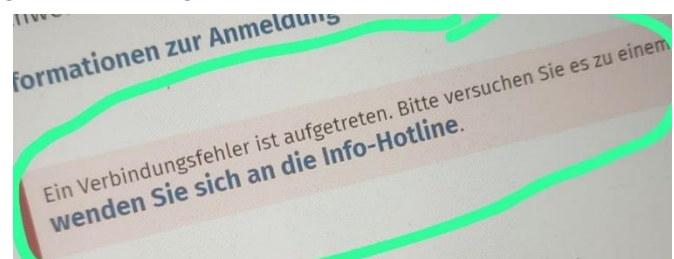 formationen zur Anmeldung
Ein Verbindungsfehler ist aufgetreten. Bitte versuchen Sie es zu einem
wenden Sie sich an die Info-Hotline.